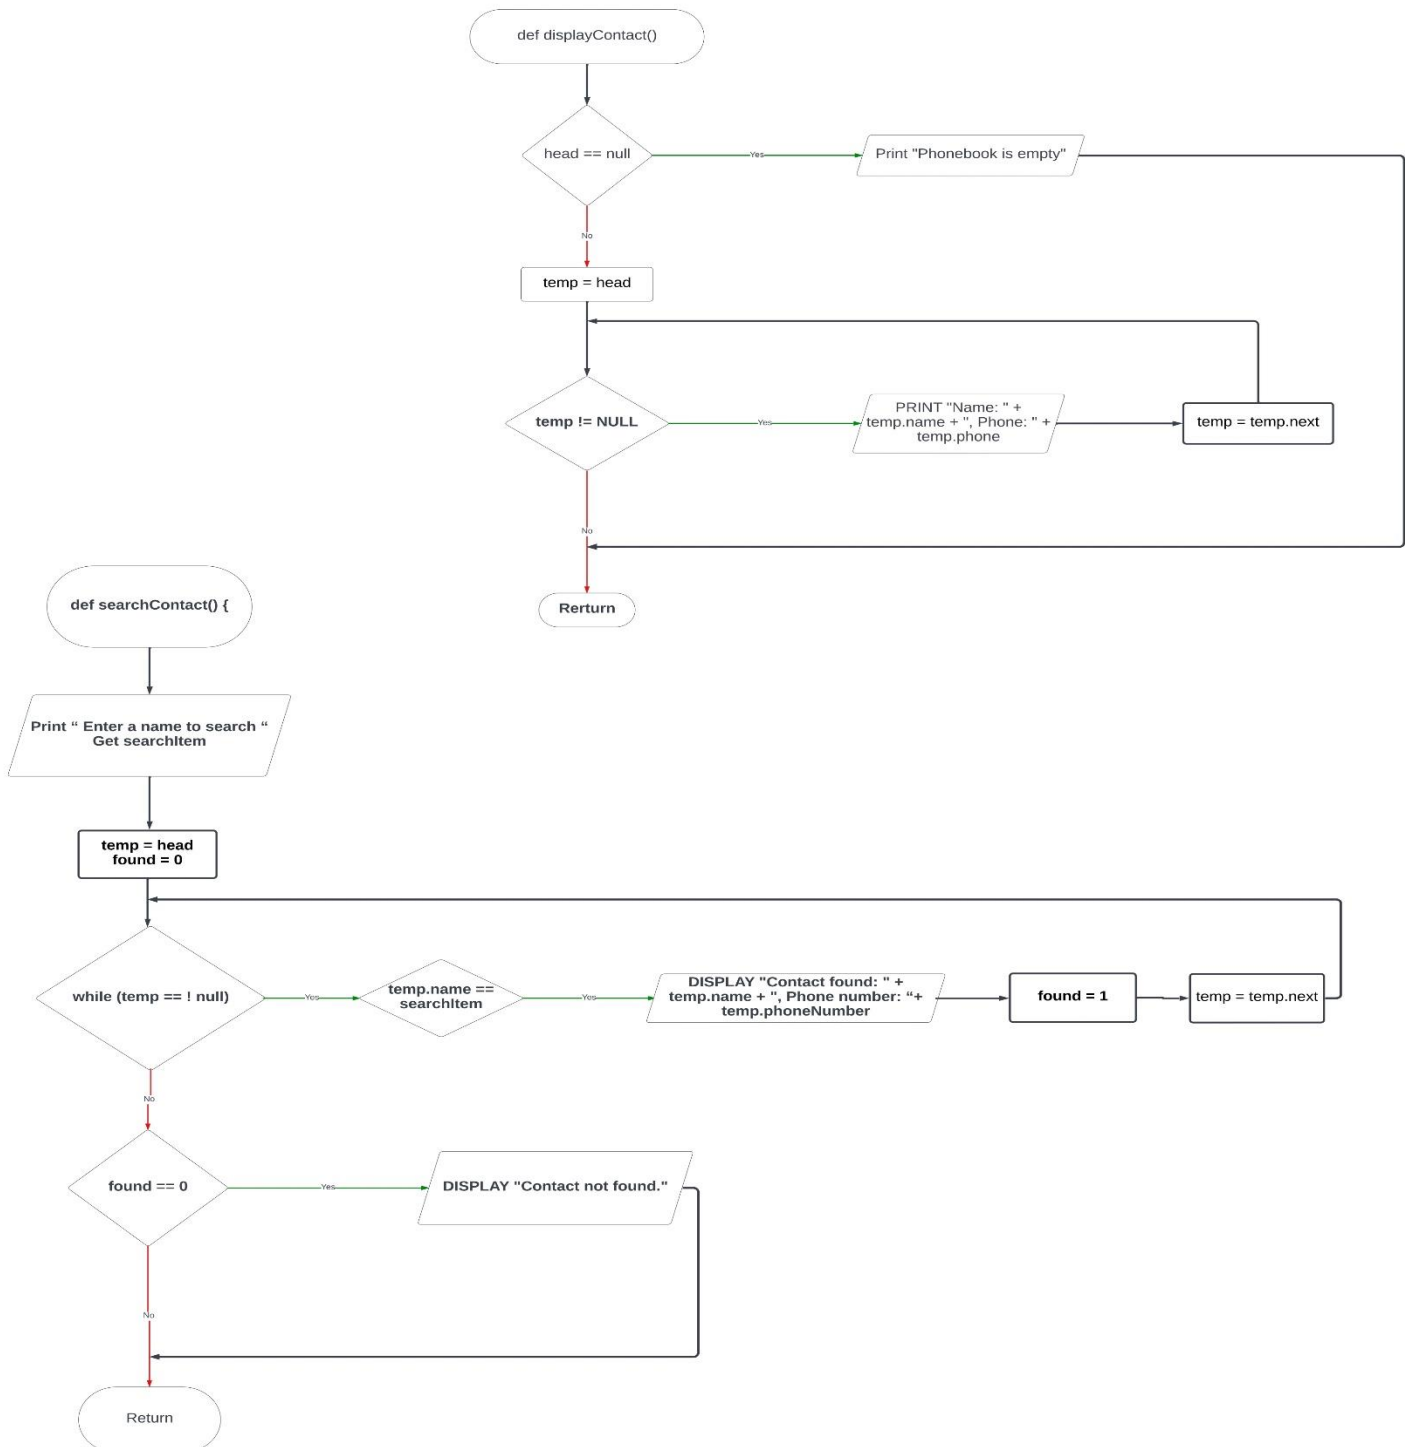 def displayContact()
head == null
Yes
Print "Phonebook is empty"
No
temp = head
temp != NULL
Yes
PRINT "Name: " +
temp.name + ", Phone: " +
temp.phone
temp = temp.next
No
Rerturn
def searchContact() {
Print “ Enter a name to search “
Get searchItem
temp = head
found = 0
while (temp == ! null)
Yes
temp.name ==
searchItem
Yes
DISPLAY "Contact found: " +
temp.name + ", Phone number: “+
temp.phoneNumber
found = 1
temp = temp.next
No
found == 0
Yes
DISPLAY "Contact not found."
No
Return